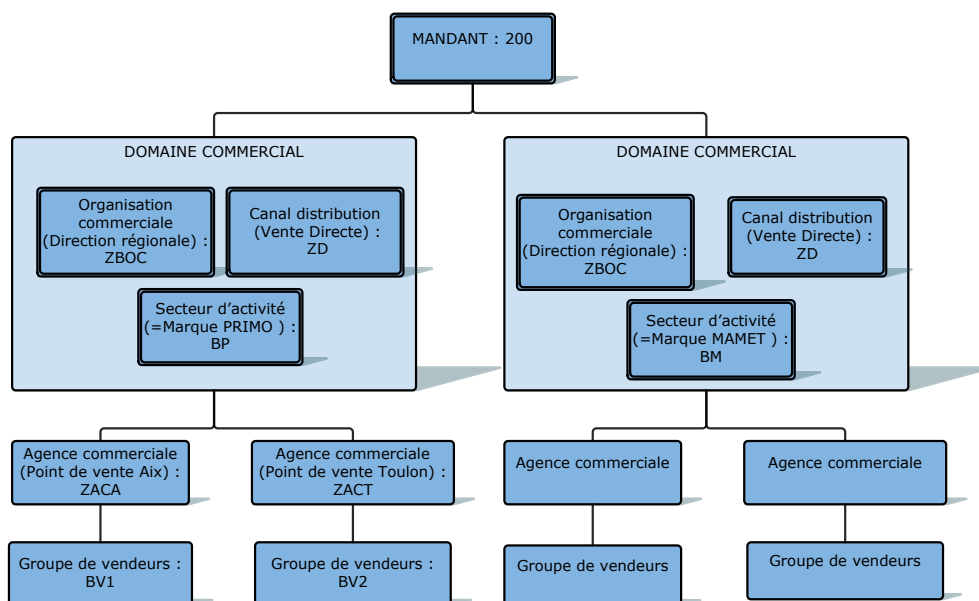 MANDANT : 200
DOMAINE COMMERCIAL
Organisation
commerciale
(Direction régionale) :
ZBOC
Canal distribution
(Vente Directe) :
ZD
Secteur d’activité
(=Marque PRIMO ) :
BP
DOMAINE COMMERCIAL
Organisation
commerciale
(Direction régionale) :
ZBOC
Canal distribution
(Vente Directe) :
ZD
Secteur d’activité
(=Marque MAMET ) :
BM
Agence commerciale
(Point de vente Aix) :
ZACA
Agence commerciale
(Point de vente Toulon) :
ZACT
Agence commerciale
Agence commerciale
Groupe de vendeurs :
BV1
Groupe de vendeurs :
BV2
Groupe de vendeurs
Groupe de vendeurs